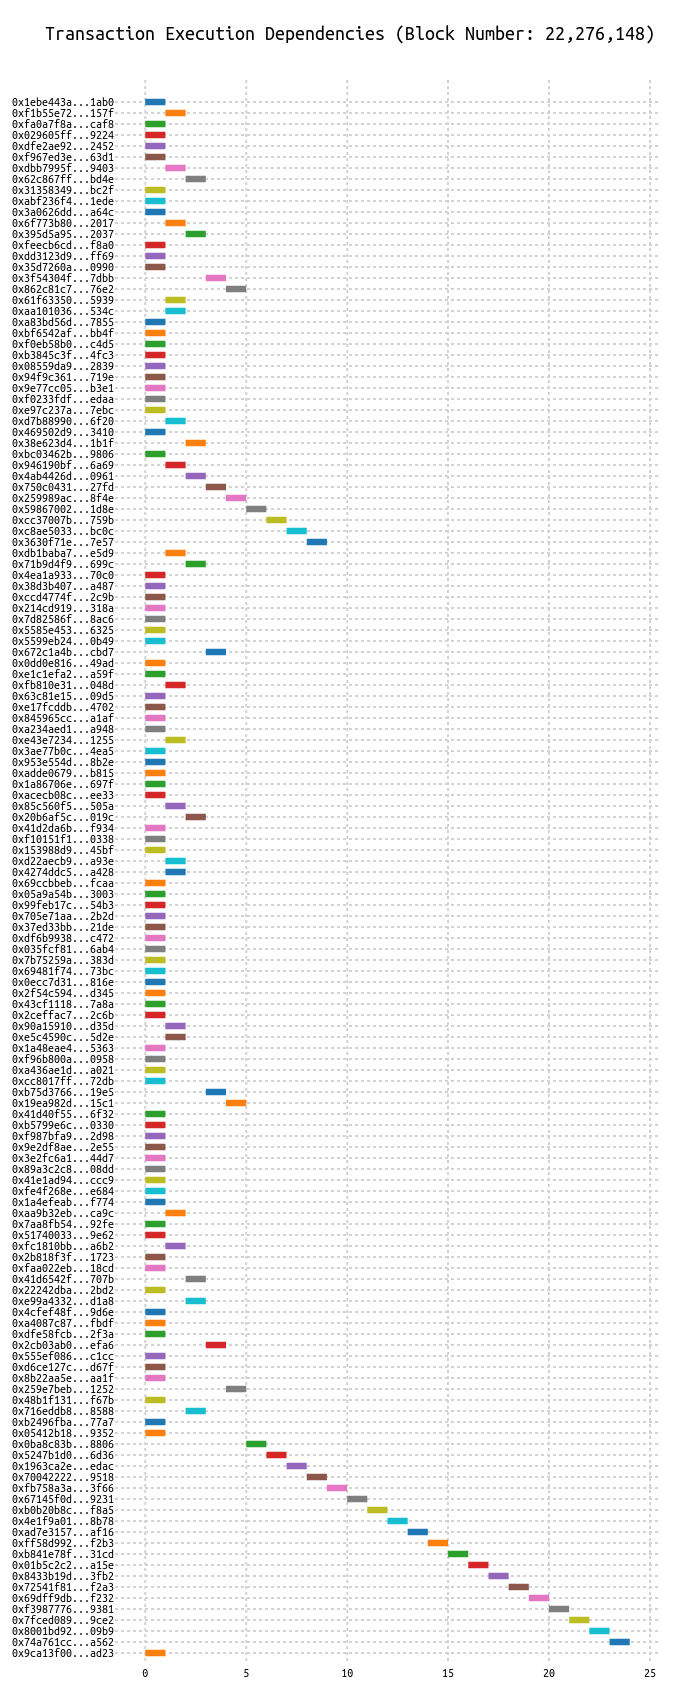 Transaction Execution Dependencies (Block Number: 22,276,148)
0x1ebe443a...1ab0
0xf1b55e72...157f
0xfa0a7f8a...caf8
0x029605ff...9224
0xdfe2ae92...2452
0xf967ed3e...63d1
0xdbb7995f...9403
0x62c867ff...bd4e
0x31358349...bc2f
0xabf236f4...1ede
0x3a0626dd...a64c
0x6f773b80...2017
0x395d5a95...2037
0xfeecb6cd...f8a0
0xdd3123d9...ff69
0x35d7260a...0990
0x3f54304f...7dbb
0x862c81c7...76e2
0x61f63350...5939
0xaa101036...534c
0xa83bd56d...7855
0xbf6542af...bb4f
0xf0eb58b0...c4d5
0xb3845c3f...4fc3
0x08559da9...2839
0x94f9c361...719e
0x9e77cc05...b3e1
0xf0233fdf...edaa
0xe97c237a...7ebc
0xd7b88990...6f20
0x469502d9...3410
0x38e623d4...1b1f
0xbc03462b...9806
0x946190bf...6a69
0x4ab4426d...0961
0x750c0431...27fd
0x259989ac...8f4e
0x59867002...1d8e
0xcc37007b...759b
0xc8ae5033...bc0c
0x3630f71e...7e57
0xdb1baba7...e5d9
0x71b9d4f9...699c
0x4ea1a933...70c0
0x38d3b407...a487
0xccd4774f...2c9b
0x214cd919...318a
0x7d82586f...8ac6
0x5585e453...6325
0x5599eb24...0b49
0x672c1a4b...cbd7
0x0dd0e816...49ad
0xe1c1efa2...a59f
0xfb810e31...048d
0x63c81e15...09d5
0xe17fcddb...4702
0x845965cc...a1af
0xa234aed1...a948
0xe43e7234...1255
0x3ae77b0c...4ea5
0x953e554d...8b2e
0xadde0679...b815
0x1a86706e...697f
0xacecb08c...ee33
0x85c560f5...505a
0x20b6af5c...019c
0x41d2da6b...f934
0xf10151f1...0338
0x153988d9...45bf
0xd22aecb9...a93e
0x4274ddc5...a428
0x69ccbbeb...fcaa
0x05a9a54b...3003
0x99feb17c...54b3
0x705e71aa...2b2d
0x37ed33bb...21de
0xdf6b9938...c472
0x035fcf81...6ab4
0x7b75259a...383d
0x69481f74...73bc
0x0ecc7d31...816e
0x2f54c594...d345
0x43cf1118...7a8a
0x2ceffac7...2c6b
0x90a15910...d35d
0xe5c4590c...5d2e
0x1a48eae4...5363
0xf96b800a...0958
0xa436ae1d...a021
0xcc8017ff...72db
0xb75d3766...19e5
0x19ea982d...15c1
0x41d40f55...6f32
0xb5799e6c...0330
0xf987bfa9...2d98
0x9e2df8ae...2e55
0x3e2fc6a1...44d7
0x89a3c2c8...08dd
0x41e1ad94...ccc9
0xfe4f268e...e684
0x1a4efeab...f774
0xaa9b32eb...ca9c
0x7aa8fb54...92fe
0x51740033...9e62
0xfc1810bb...a6b2
0x2b818f3f...1723
0xfaa022eb...18cd
0x41d6542f...707b
0x22242dba...2bd2
0xe99a4332...d1a8
0x4cfef48f...9d6e
0xa4087c87...fbdf
0xdfe58fcb...2f3a
0x2cb03ab0...efa6
0x555ef086...c1cc
0xd6ce127c...d67f
0x8b22aa5e...aa1f
0x259e7beb...1252
0x48b1f131...f67b
0x716eddb8...8588
0xb2496fba...77a7
0x05412b18...9352
0x0ba8c83b...8806
0x5247b1d0...6d36
0x1963ca2e...edac
0x70042222...9518
0xfb758a3a...3f66
0x67145f0d...9231
0xb0b20b8c...f8a5
0x4e1f9a01...8b78
0xad7e3157...af16
0xff58d992...f2b3
0xb841e78f...31cd
0x01b5c2c2...a15e
0x8433b19d...3fb2
0x72541f81...f2a3
0x69dff9db...f232
0xf3987776...9381
0x7fced089...9ce2
0x8001bd92...09b9
0x74a761cc...a562
0x9ca13f00...ad23
0 5 10 15 20 25